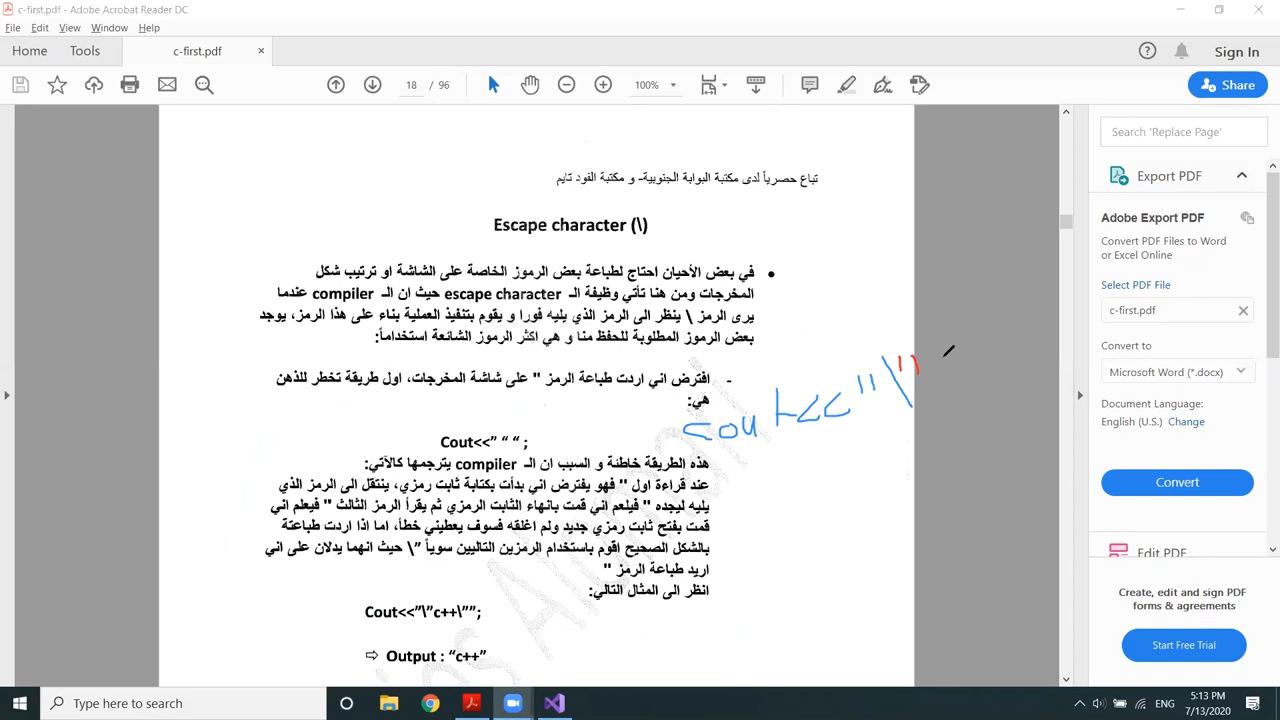 c-first.pdf - Adobe Acrobat Reader DC
File Edit View Window Help
Home Tools c-first.pdf × Sign In
18 / 96 100% Share
تباع حصرياً لدى مكتبة البوابة الجنوبية- و مكتبة الفود تايم
Escape character (\)
• في بعض الأحيان احتاج لطباعة بعض الرموز الخاصة على الشاشة او ترتيب شكل
المخرجات ومن هنا تأتي وظيفة الـ escape character حيث ان الـ compiler عندما
يرى الرمز \ ينظر الى الرمز الذي يليه فورا و يقوم بتنفيذ العملية بناء على هذا الرمز، يوجد
بعض الرموز المطلوبة للحفظ منا و هي اكثر الرموز الشائعة استخداماً:
- افترض اني اردت طباعة الرمز " على شاشة المخرجات، اول طريقة تخطر للذهن
هي:
cout<<"\"
Cout<<” “ “ ;
هذه الطريقة خاطئة و السبب ان الـ compiler يترجمها كالآتي:
عند قراءة اول " فهو يفترض اني بدأت بكتابة ثابت رمزي، ينتقل الى الرمز الذي
يليه ليجده " فيلعم اني قمت بانهاء الثابت الرمزي ثم يقرأ الرمز الثالث " فيعلم اني
قمت بفتح ثابت رمزي جديد ولم اغلقه فسوف يعطيني خطأ، اما اذا اردت طباعتة
بالشكل الصحيح اقوم باستخدام الرمزين التاليين سوياً "\ حيث انهما يدلان على اني
اريد طباعة الرمز "
انظر الى المثال التالي:
Cout<<”\”c++\””;
⇨ Output : “c++”
Search 'Replace Page'
Export PDF
Adobe Export PDF
Convert PDF Files to Word
or Excel Online
Select PDF File
c-first.pdf
Convert to
Microsoft Word (*.docx)
Document Language:
English (U.S.) Change
Convert
Edit PDF
Create, edit and sign PDF
forms & agreements
Start Free Trial
Type here to search
ENG
5:13 PM
7/13/2020